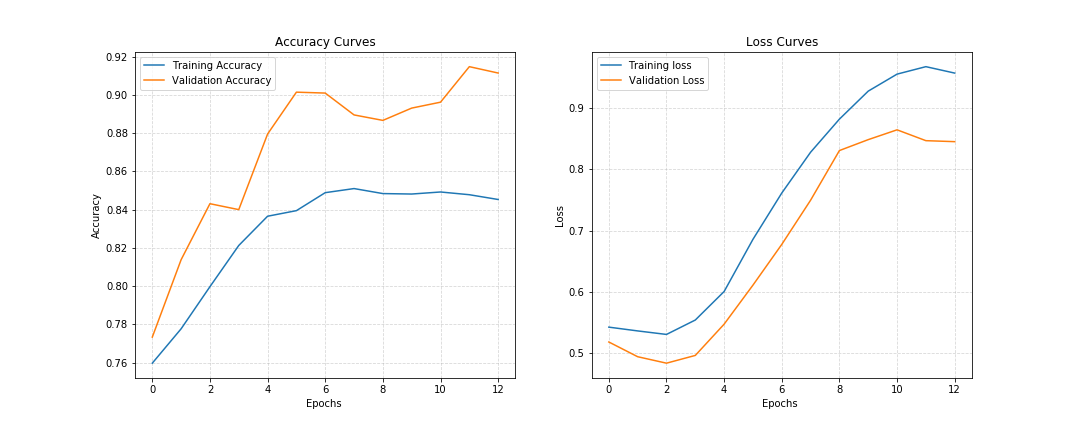 Accuracy Curves
Training Accuracy
Validation Accuracy
0.92
0.90
0.88
0.86
0.84
0.82
0.80
0.78
0.76
Accuracy
0 2 4 6 8 10 12
Epochs
Loss Curves
Training loss
Validation Loss
0.9
0.8
0.7
0.6
0.5
Loss
0 2 4 6 8 10 12
Epochs